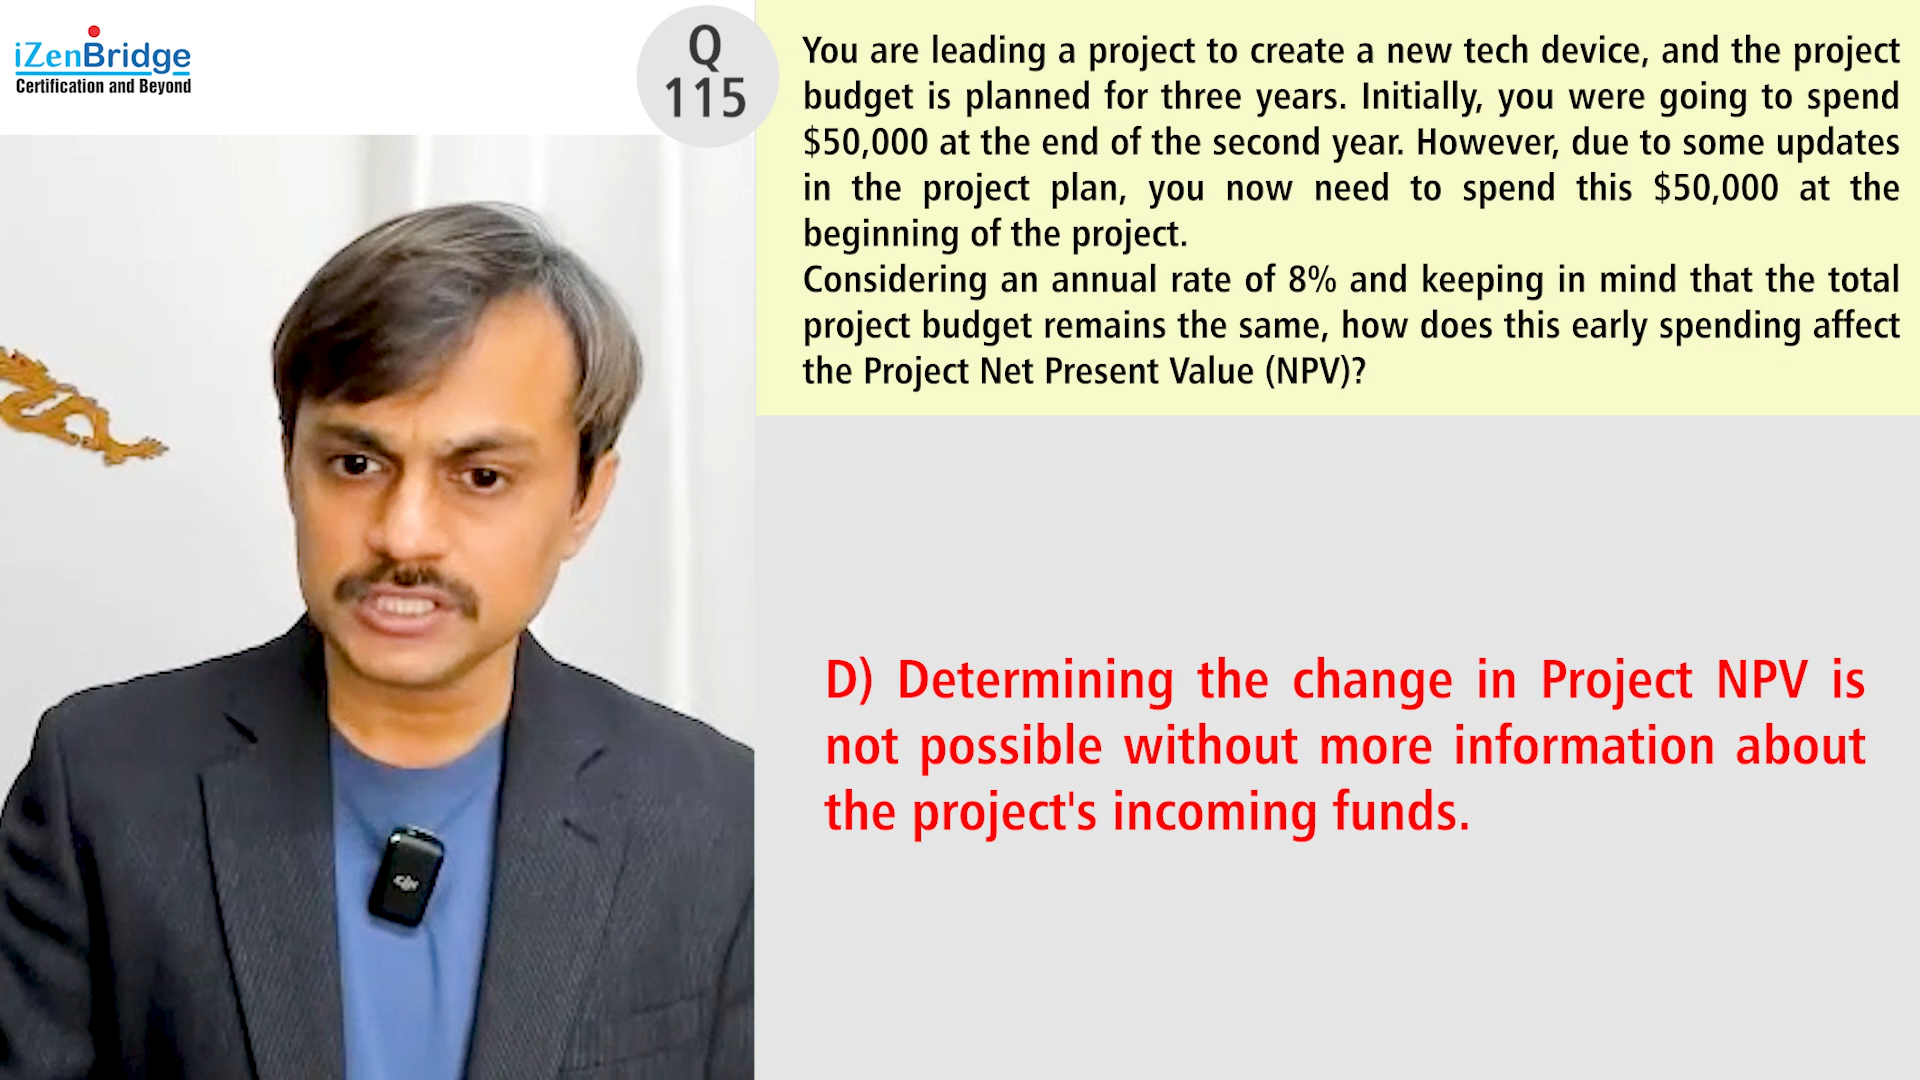 iZenBridge
Certification and Beyond
Q
115
You are leading a project to create a new tech device, and the project
budget is planned for three years. Initially, you were going to spend
$50,000 at the end of the second year. However, due to some updates
in the project plan, you now need to spend this $50,000 at the
beginning of the project.
Considering an annual rate of 8% and keeping in mind that the total
project budget remains the same, how does this early spending affect
the Project Net Present Value (NPV)?
D) Determining the change in Project NPV is
not possible without more information about
the project's incoming funds.
dji